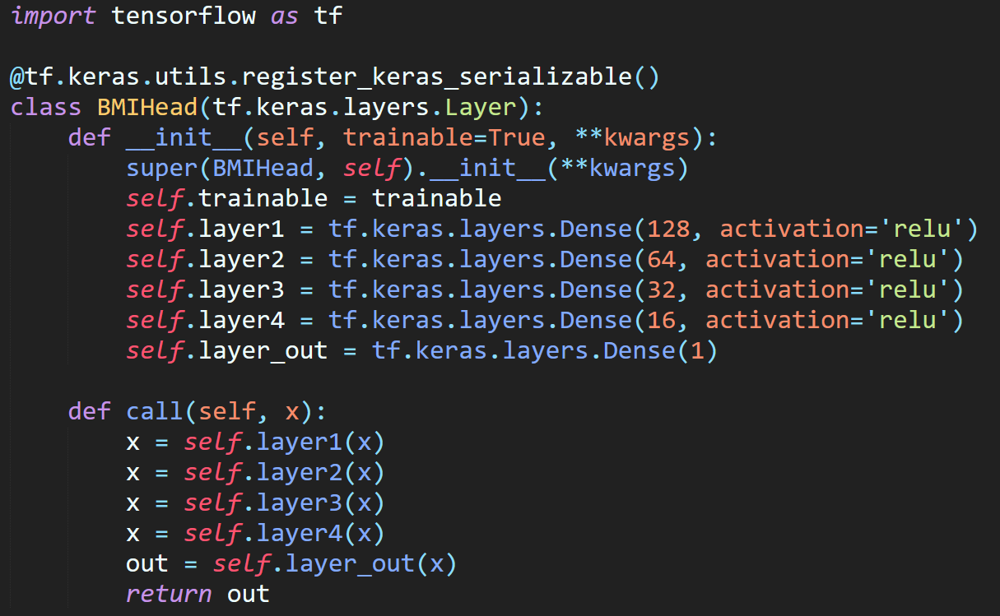 import tensorflow as tf
@tf.keras.utils.register_keras_serializable()
class BMIHead(tf.keras.layers.Layer):
    def __init__(self, trainable=True, **kwargs):
        super(BMIHead, self).__init__(**kwargs)
        self.trainable = trainable
        self.layer1 = tf.keras.layers.Dense(128, activation='relu')
        self.layer2 = tf.keras.layers.Dense(64, activation='relu')
        self.layer3 = tf.keras.layers.Dense(32, activation='relu')
        self.layer4 = tf.keras.layers.Dense(16, activation='relu')
        self.layer_out = tf.keras.layers.Dense(1)
    def call(self, x):
        x = self.layer1(x)
        x = self.layer2(x)
        x = self.layer3(x)
        x = self.layer4(x)
        out = self.layer_out(x)
        return out